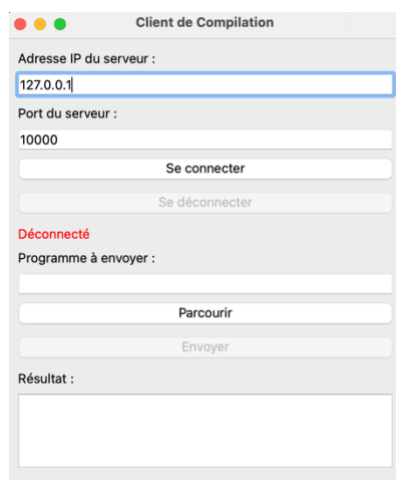 Client de Compilation
Adresse IP du serveur :
127.0.0.1
Port du serveur :
10000
Se connecter
Se déconnecter
Déconnecté
Programme à envoyer :
Parcourir
Envoyer
Résultat :